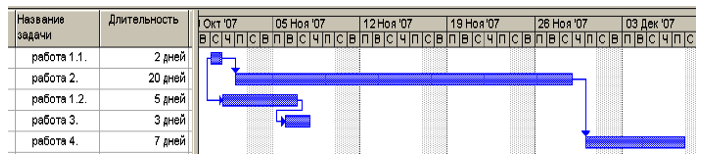 Название задачи
Длительность
Окт '07
05 Ноя '07
12 Ноя '07
19 Ноя '07
26 Ноя '07
03 Дек '07
В С Ч П С В П В С Ч П С В П В С Ч П С В П В С Ч П С В П В С Ч П С В П В С Ч П С
работа 1.1. 2 дней
работа 2. 20 дней
работа 1.2. 5 дней
работа 3. 3 дней
работа 4. 7 дней